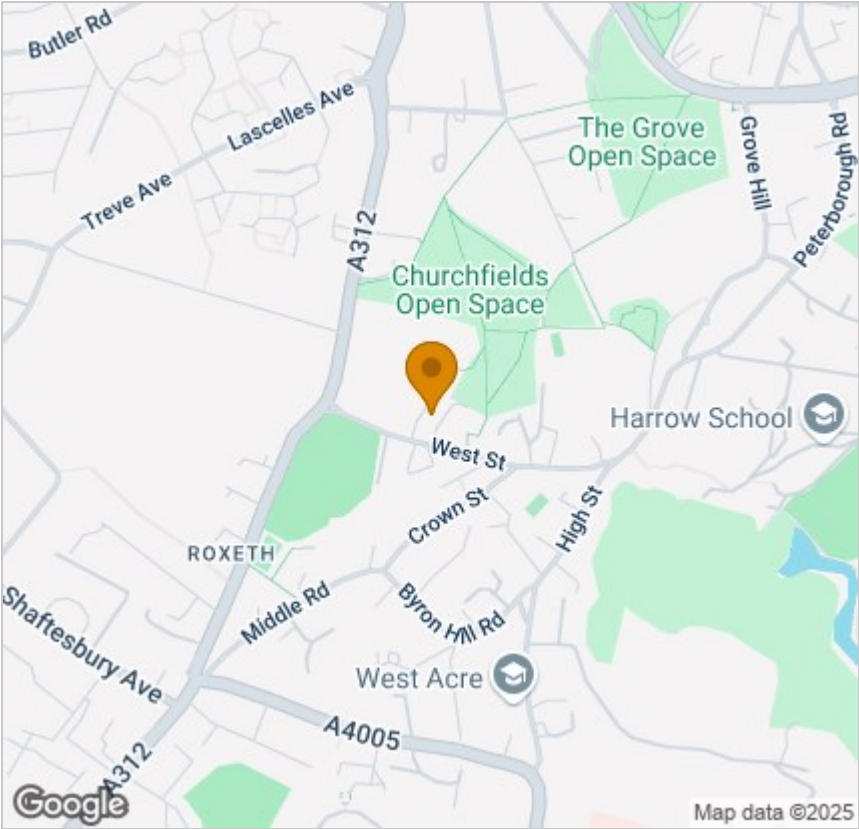 Butler Rd
Lascelles Ave
Treve Ave
A312
The Grove
Open Space
Grove Hill
Peterborough Rd
Churchfields
Open Space
Harrow School
West St
Crown St
High St
ROXETH
Middle Rd
Byron Hill Rd
Shaftesbury Ave
West Acre
A4005
A312
Google
Map data ©2025